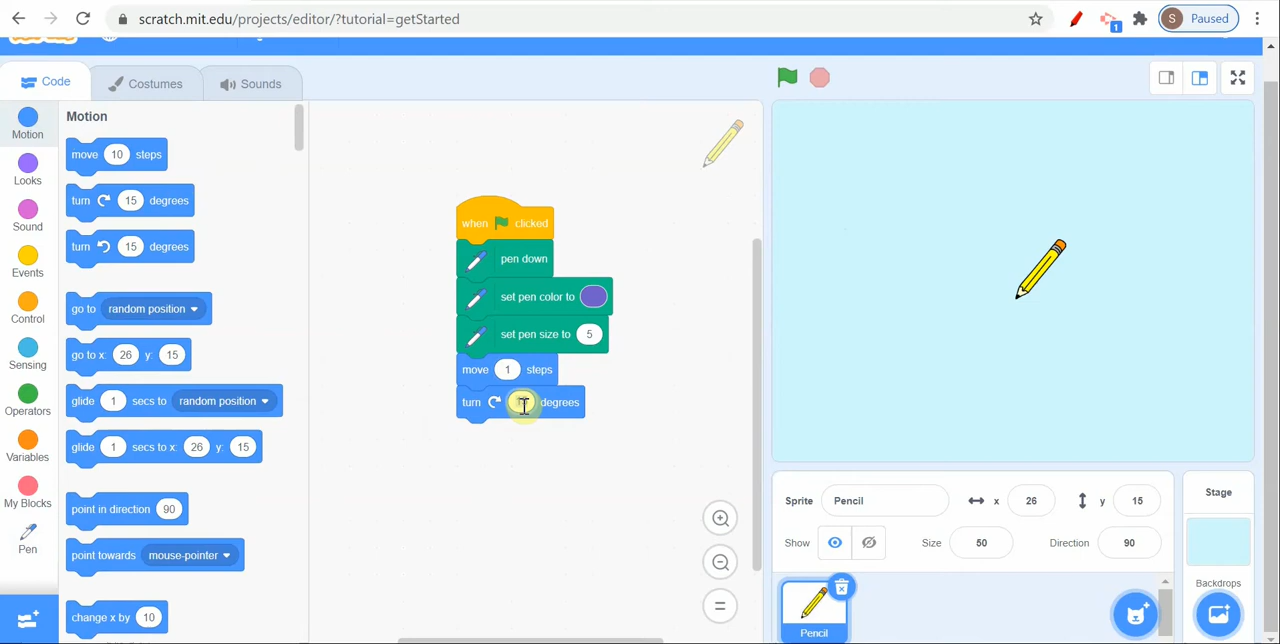 scratch.mit.edu/projects/editor/?tutorial=getStarted
1
S Paused
Code
Costumes
Sounds
Motion
Looks
Sound
Events
Control
Sensing
Operators
Variables
My Blocks
Pen
Motion
move 10 steps
turn 15 degrees
turn 15 degrees
go to random position
go to x: 26 y: 15
glide 1 secs to random position
glide 1 secs to x: 26 y: 15
point in direction 90
point towards mouse-pointer
change x by 10
when clicked
pen down
set pen color to
set pen size to 5
move 1 steps
turn degrees
Sprite Pencil x 26 y 15
Show Size 50 Direction 90
Pencil
Stage
Backdrops